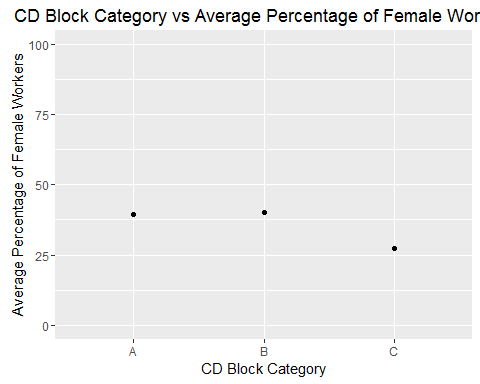 CD Block Category vs Average Percentage of Female Wor
100
75
50
25
0
Average Percentage of Female Workers
A
B
C
CD Block Category